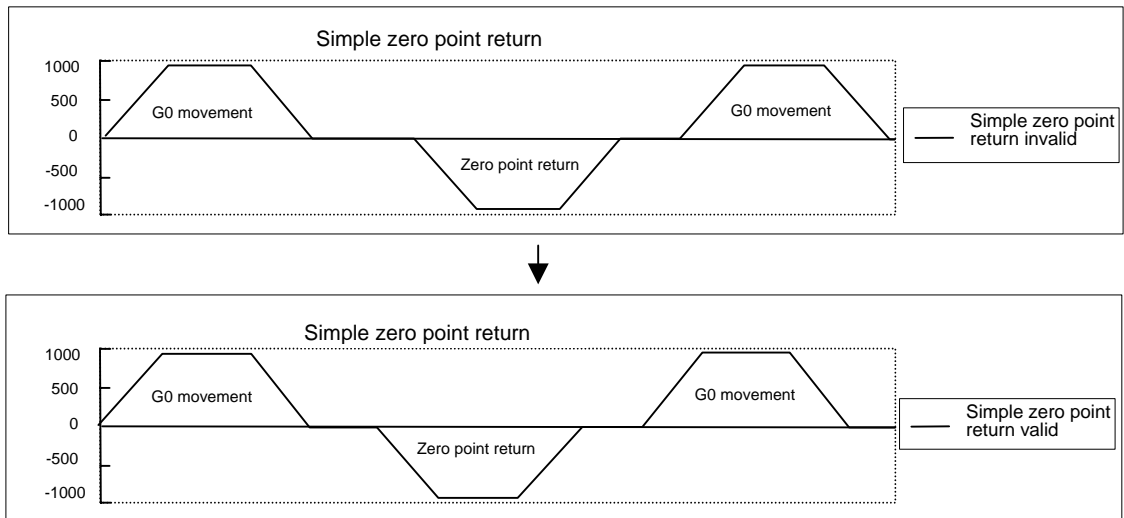 Simple zero point return
1000
500
0
-500
-1000
G0 movement
Zero point return
G0 movement
Simple zero point
return invalid
Simple zero point return
1000
500
0
-500
-1000
G0 movement
Zero point return
G0 movement
Simple zero point
return valid